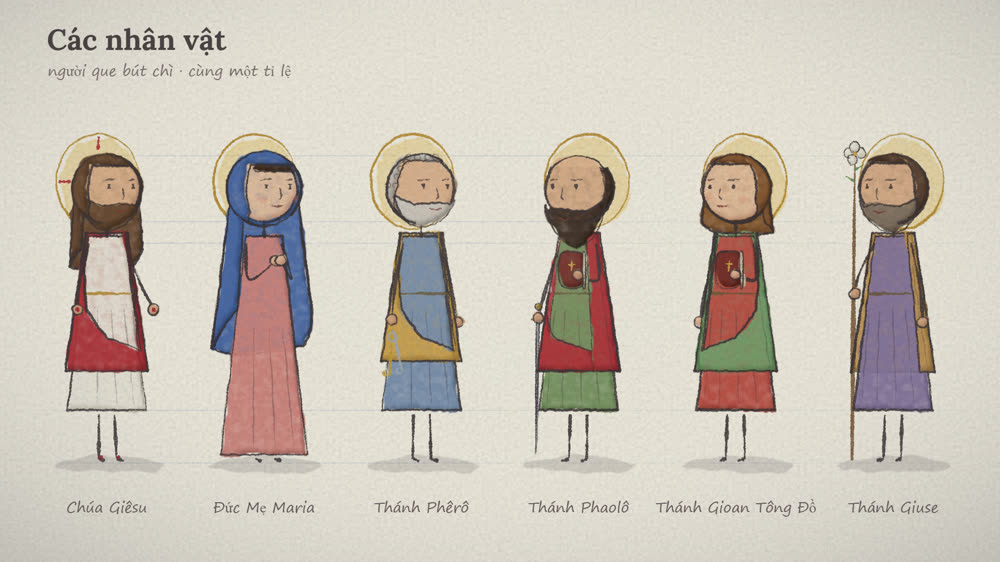 Các nhân vật
người que bút chì · cùng một tỉ lệ
Chúa Giêsu
Đức Mẹ Maria
Thánh Phêrô
Thánh Phaolô
Thánh Gioan Tông Đồ
Thánh Giuse